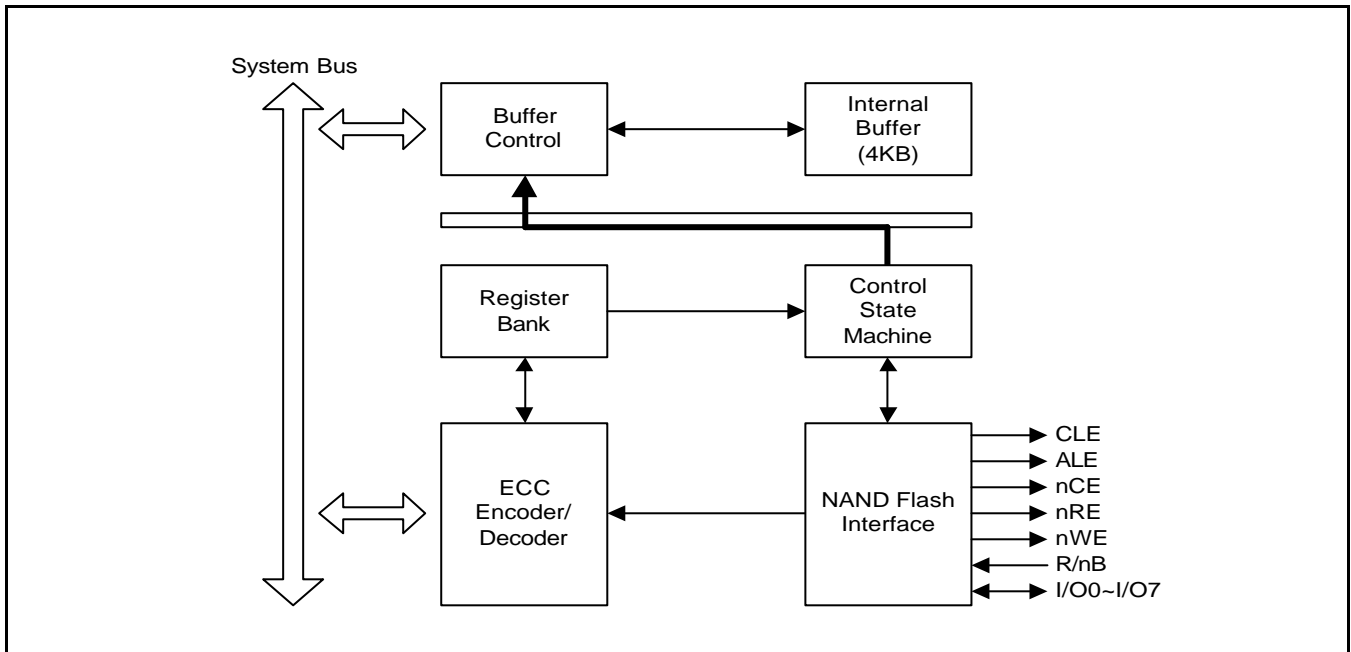 System Bus
Buffer
Control
Internal
Buffer
(4KB)
Register
Bank
Control
State
Machine
ECC
Encoder/
Decoder
NAND Flash
Interface
CLE
ALE
nCE
nRE
nWE
R/nB
I/O0~I/O7